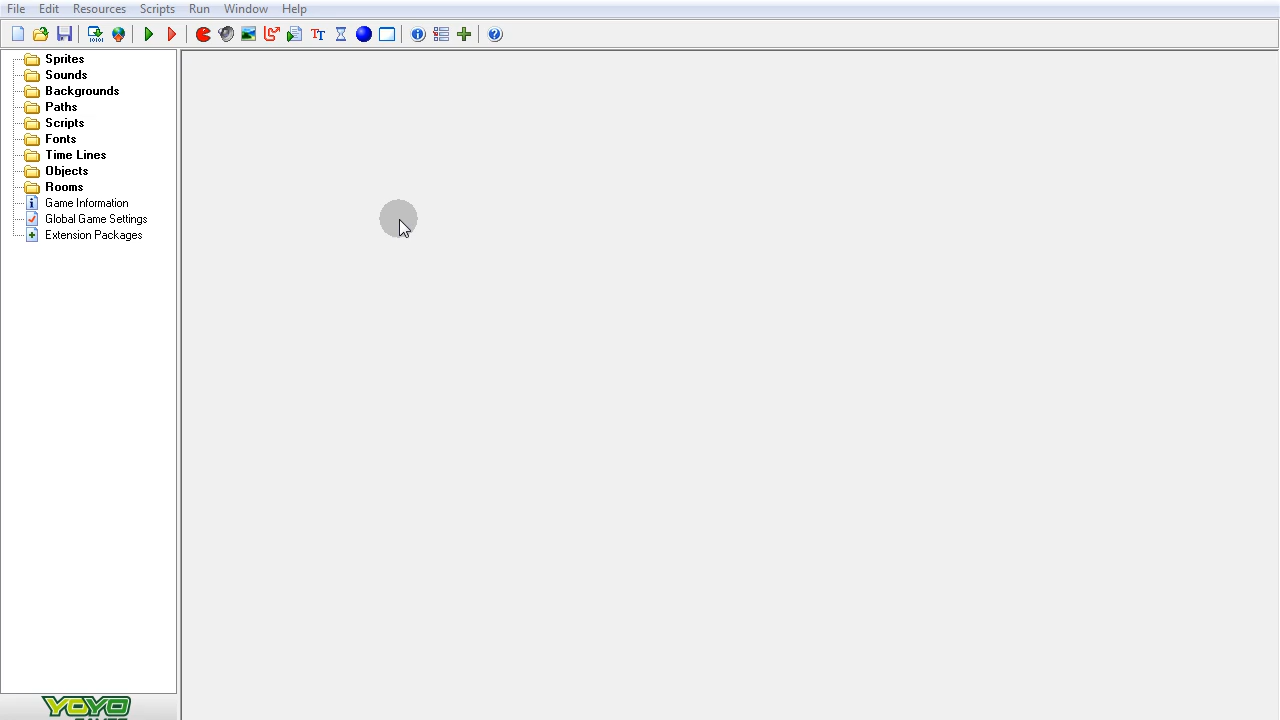 File Edit Resources Scripts Run Window Help
Sprites
Sounds
Backgrounds
Paths
Scripts
Fonts
Time Lines
Objects
Rooms
Game Information
Global Game Settings
Extension Packages
YOYO